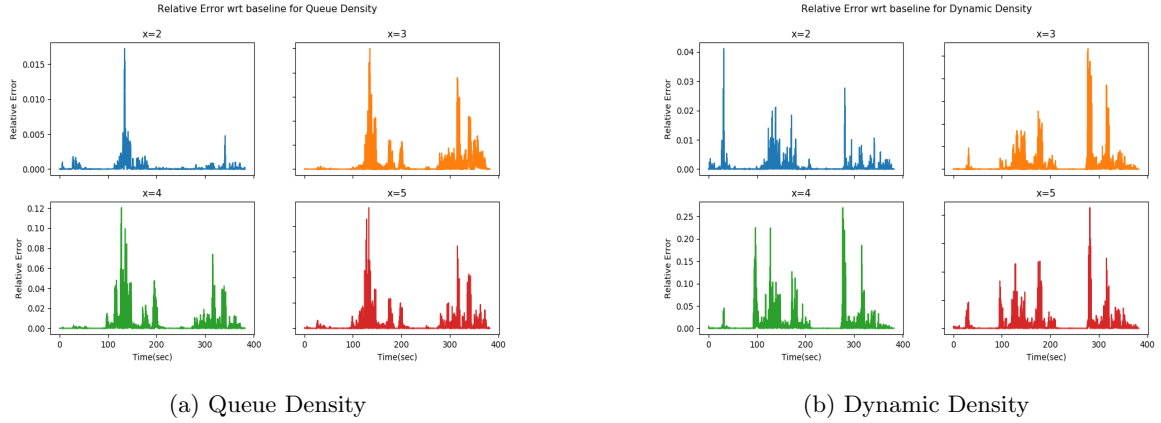 Relative Error wrt baseline for Queue Density
x=2
x=3
0.015
0.010
0.005
0.000
Relative Error
x=4
x=5
0.12
0.10
0.08
0.06
0.04
0.02
0.00
Relative Error
0 100 200 300 400
0 100 200 300 400
Time(sec)
Time(sec)
(a) Queue Density
Relative Error wrt baseline for Dynamic Density
x=2
x=3
0.04
0.03
0.02
0.01
0.00
Relative Error
x=4
x=5
0.25
0.20
0.15
0.10
0.05
0.00
Relative Error
0 100 200 300 400
0 100 200 300 400
Time(sec)
Time(sec)
(b) Dynamic Density